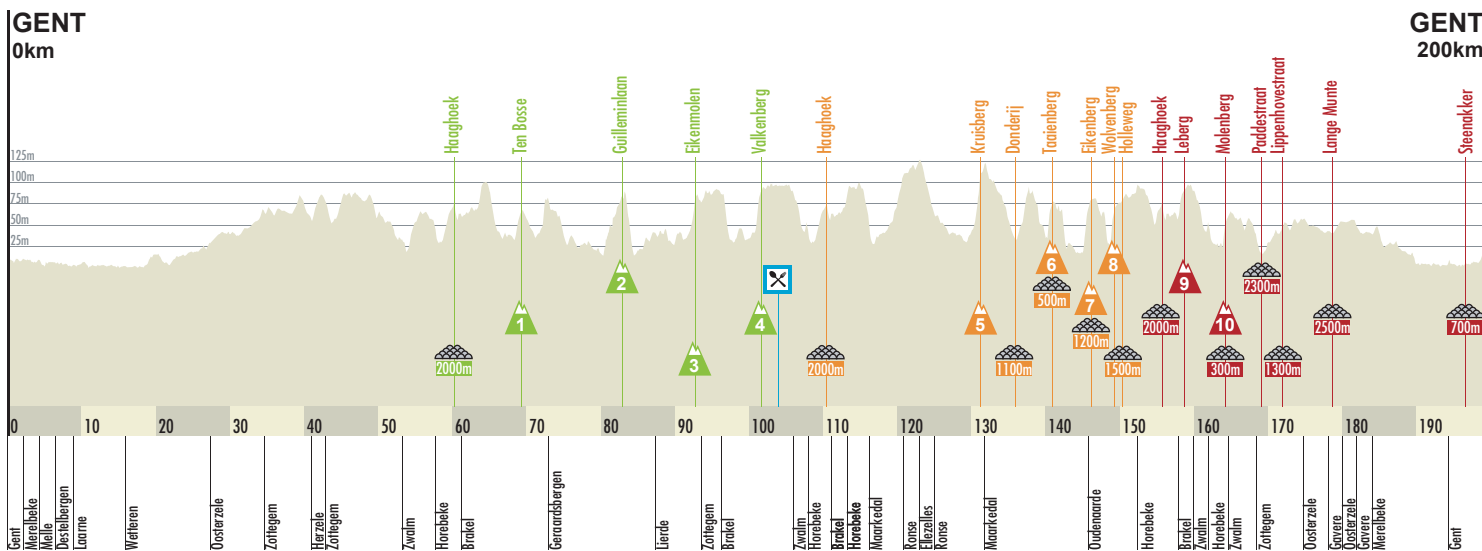 GENT
0km
GENT
200km
Haaghoek
Ten Bosse
Guilleminlaan
Eikenmolen
Valkenberg
Haaghoek
Kruisberg
Donderij
Taaienberg
Eikenberg
Wolvenberg
Holleweg
Haaghoek
Leberg
Molenberg
Paddestraat
Lippenhovestraat
Lange Munte
Steenakker
125m
100m
75m
50m
25m
1
2
3
4
5
6
7
8
9
10
2000m
2000m
1100m
500m
1200m
1500m
2000m
300m
2300m
1300m
2500m
700m
0 10 20 30 40 50 60 70 80 90 100 110 120 130 140 150 160 170 180 190
Gent
Merelbeke
Melle
Destelbergen
Laarne
Wetteren
Oosterzele
Zottegem
Herzele
Zottegem
Zwalm
Horebeke
Brakel
Geraardsbergen
Lierde
Zottegem
Brakel
Zwalm
Horebeke
Brakel
Horebeke
Maarkedal
Ronse
Ellezelles
Ronse
Maarkedal
Oudenaarde
Horebeke
Brakel
Zwalm
Horebeke
Zwalm
Zottegem
Oosterzele
Gavere
Oosterzele
Gavere
Merelbeke
Gent